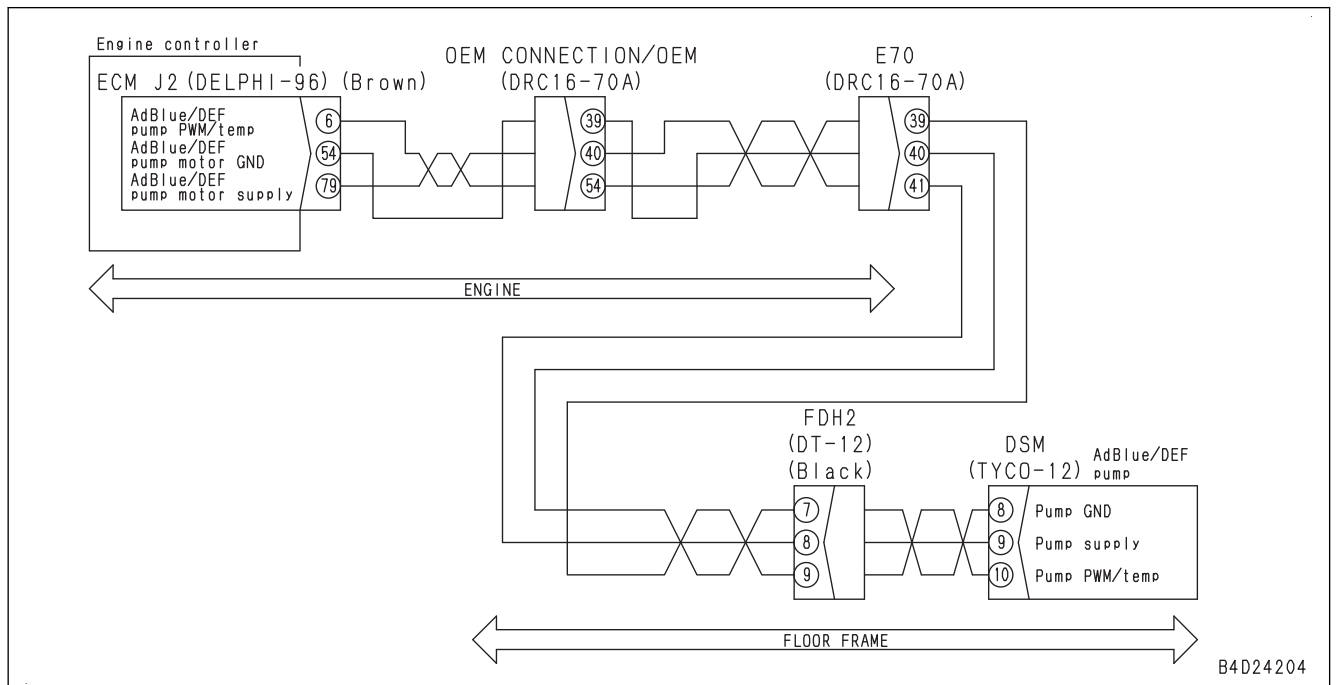 Engine controller
ECM J2 (DELPHI-96) (Brown)
AdBlue/DEF
pump PWM/temp
6
AdBlue/DEF
pump motor GND
54
AdBlue/DEF
pump motor supply
79
OEM CONNECTION/OEM
(DRC16-70A)
39
40
54
E70
(DRC16-70A)
39
40
41
ENGINE
FDH2
(DT-12)
(Black)
7
8
9
DSM
(TYCO-12)
AdBlue/DEF
pump
8 Pump GND
9 Pump supply
10 Pump PWM/temp
FLOOR FRAME
B4D24204